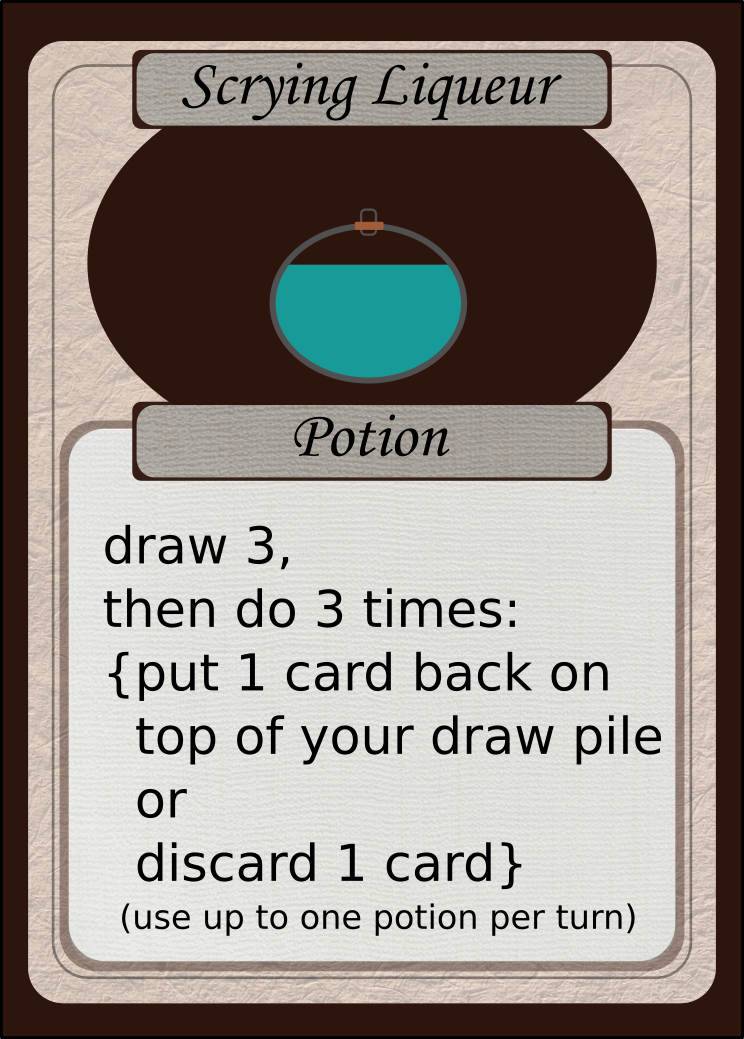 Scrying Liqueur
Potion
draw 3,
then do 3 times:
{put 1 card back on
top of your draw pile
or
discard 1 card}
(use up to one potion per turn)